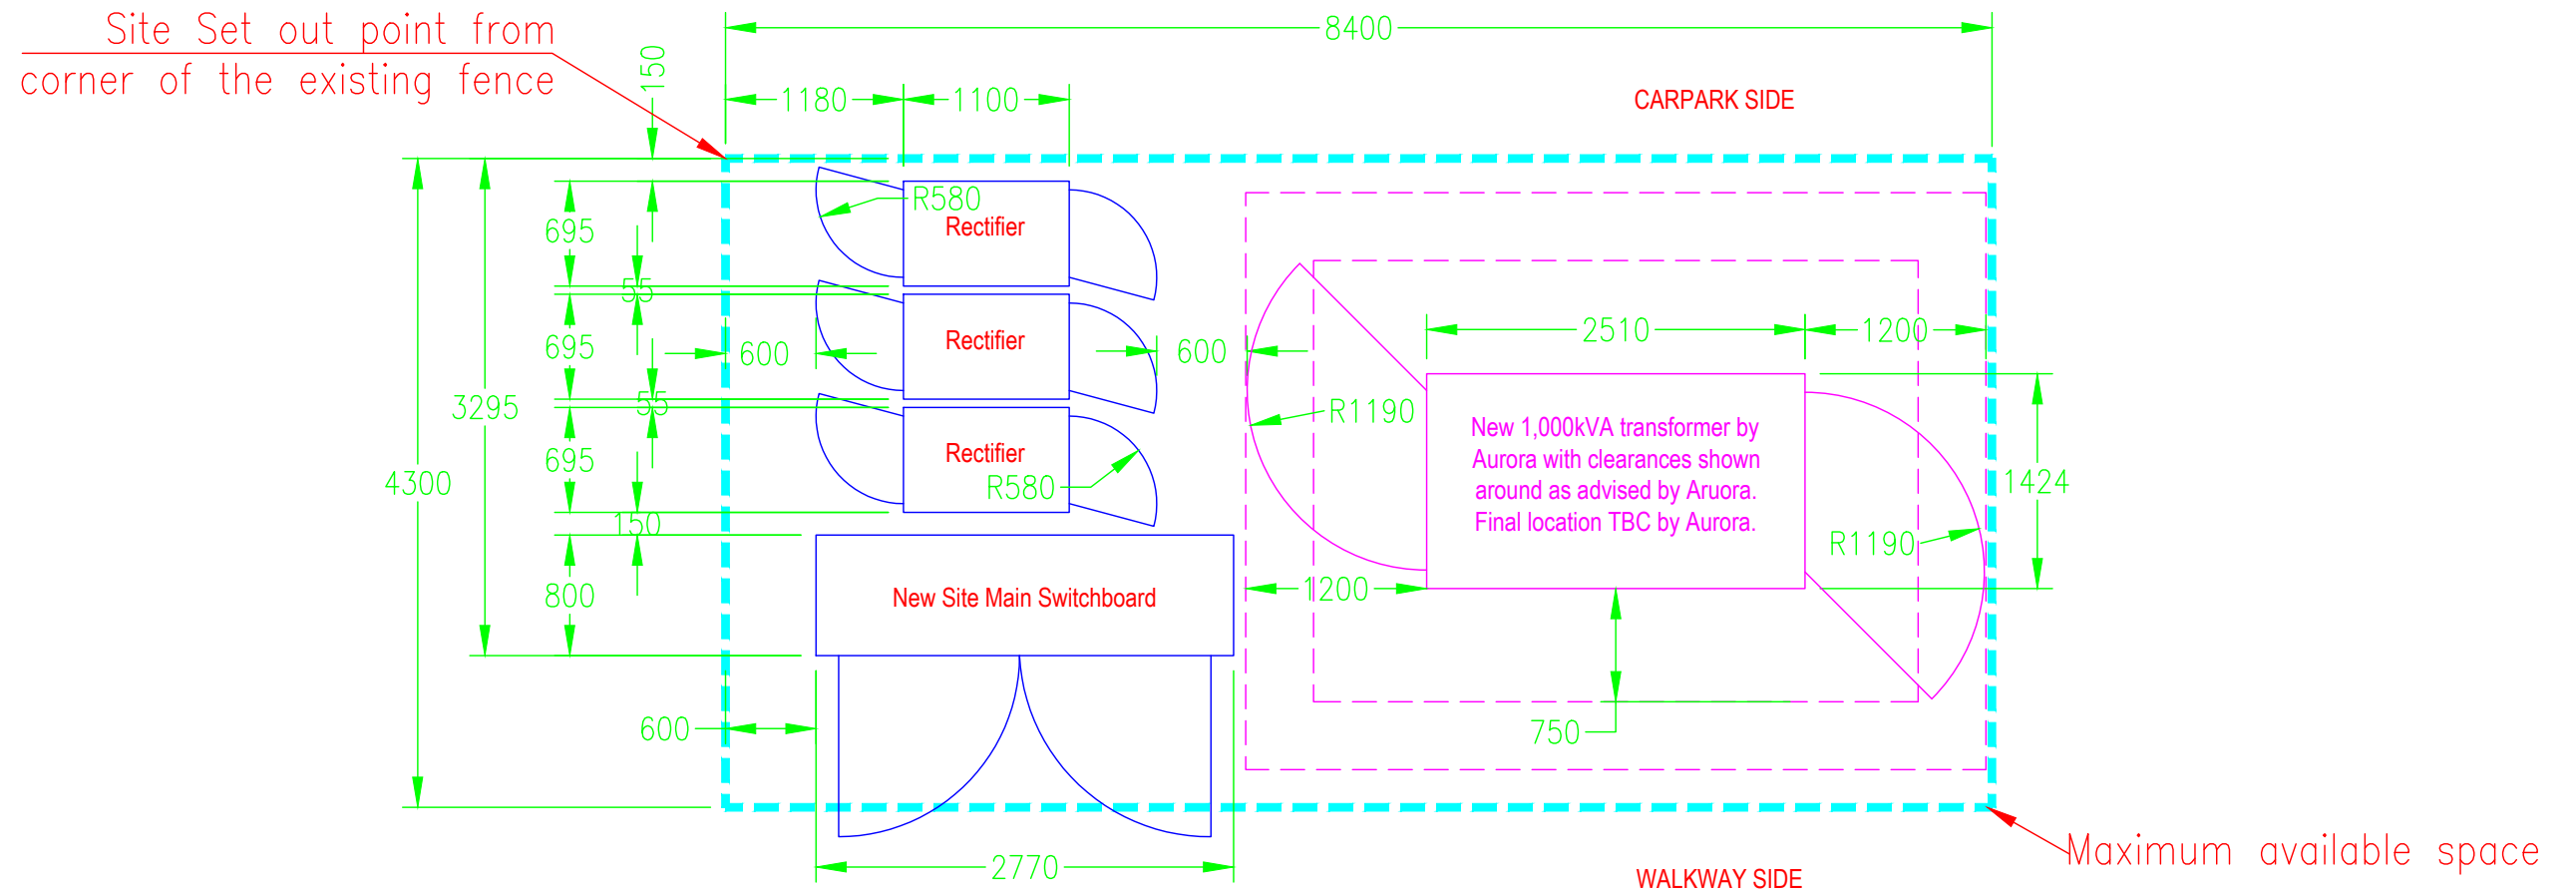 Site Set out point from
corner of the existing fence
8400
150
1180
1100
CARPARK SIDE
R580
Rectifier
695
55
2510
1200
695
Rectifier
600
600
55
3295
R1190
695
Rectifier
R580
New 1,000kVA transformer by
Aurora with clearances shown
around as advised by Aruora.
Final location TBC by Aurora.
4300
1424
150
R1190
800
New Site Main Switchboard
1200
600
750
2770
Maximum available space
WALKWAY SIDE